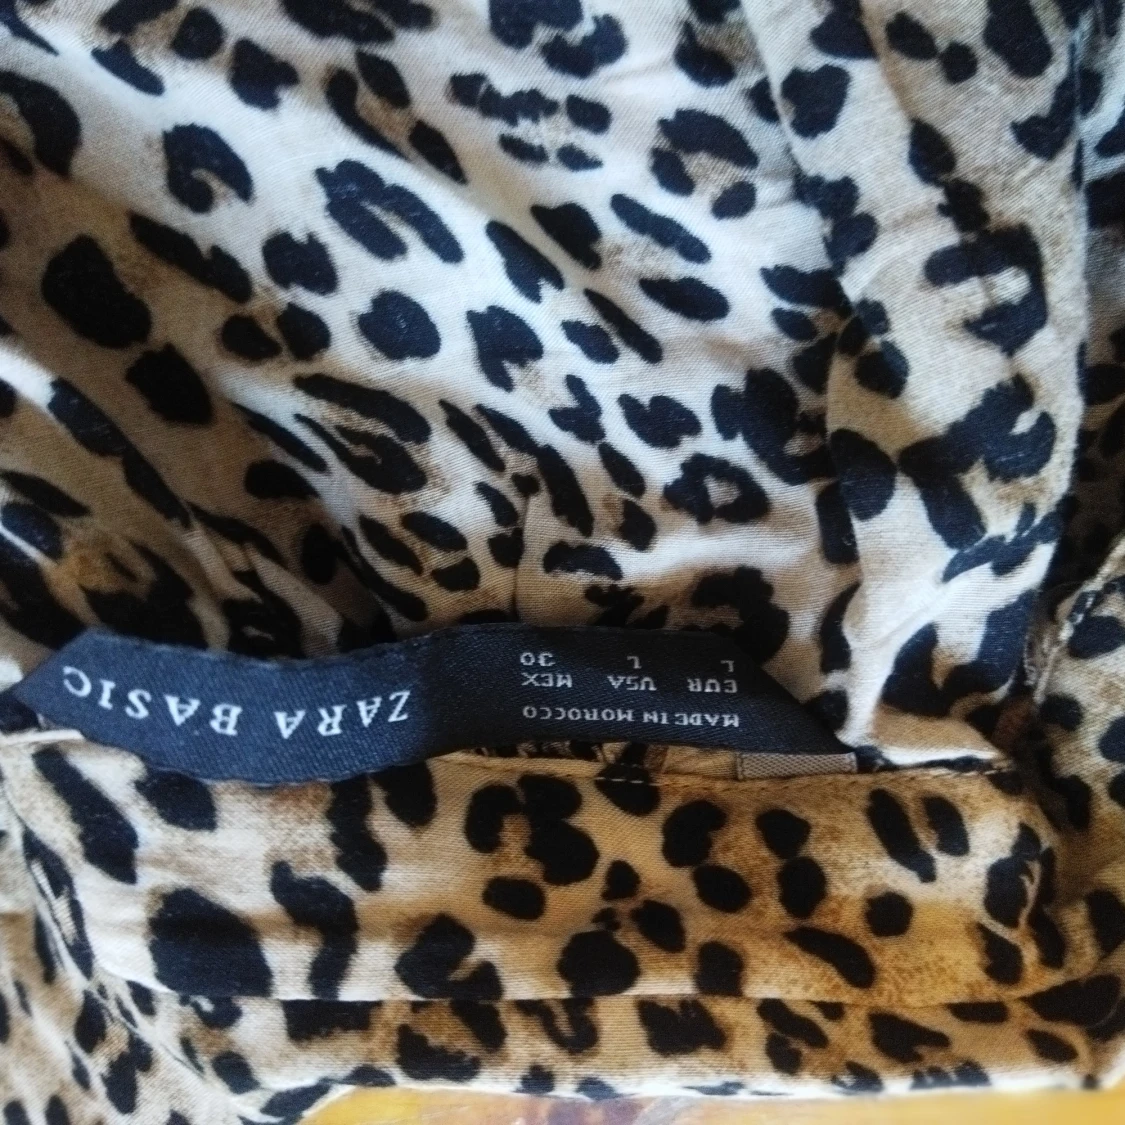 ZARA BASIC
MADE IN MOROCCO
EUR USA MEX
L L 30